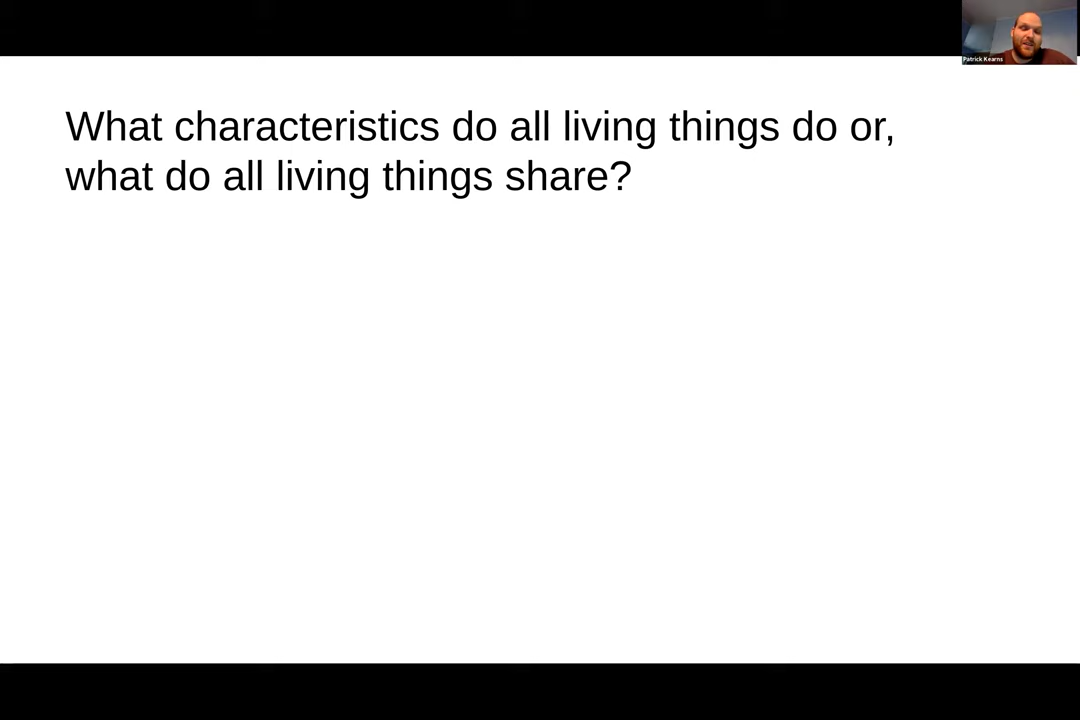 Patrick Kearns
What characteristics do all living things do or,
what do all living things share?